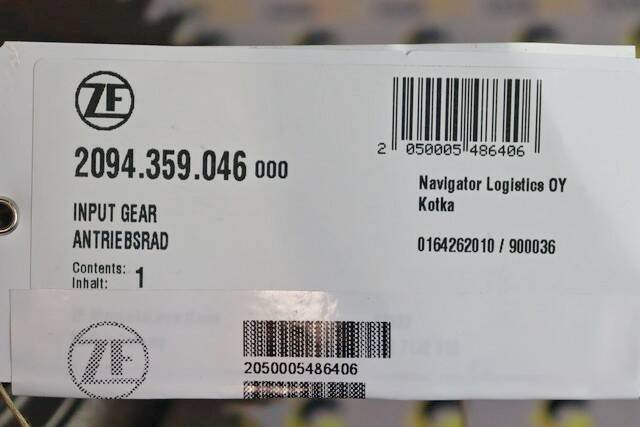 ZF
2094.359.046 000
INPUT GEAR
ANTRIEBSRAD
Contents: 1
Inhalt:
2 050005 486406
Navigator Logistics OY
Kotka
0164262010 / 900036
ZF
2050005486406